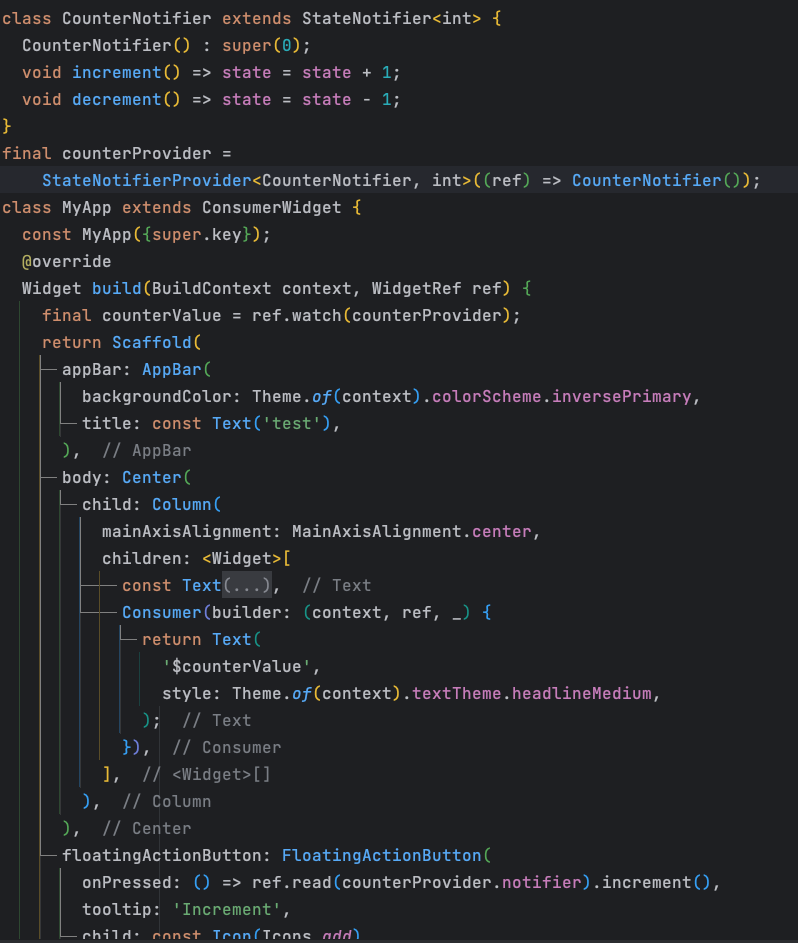 class CounterNotifier extends StateNotifier<int> {
  CounterNotifier() : super(0);
  void increment() => state = state + 1;
  void decrement() => state = state - 1;
}
final counterProvider =
    StateNotifierProvider<CounterNotifier, int>((ref) => CounterNotifier());
class MyApp extends ConsumerWidget {
  const MyApp({super.key});
  @override
  Widget build(BuildContext context, WidgetRef ref) {
    final counterValue = ref.watch(counterProvider);
    return Scaffold(
      appBar: AppBar(
        backgroundColor: Theme.of(context).colorScheme.inversePrimary,
        title: const Text('test'),
      ),  // AppBar
      body: Center(
        child: Column(
          mainAxisAlignment: MainAxisAlignment.center,
          children: <Widget>[
            const Text(...),  // Text
            Consumer(builder: (context, ref, _) {
              return Text(
                '$counterValue',
                style: Theme.of(context).textTheme.headlineMedium,
              );  // Text
            }),  // Consumer
          ],  // <Widget>[]
        ),  // Column
      ),  // Center
      floatingActionButton: FloatingActionButton(
        onPressed: () => ref.read(counterProvider.notifier).increment(),
        tooltip: 'Increment',
        child: const Icon(Icons.add)